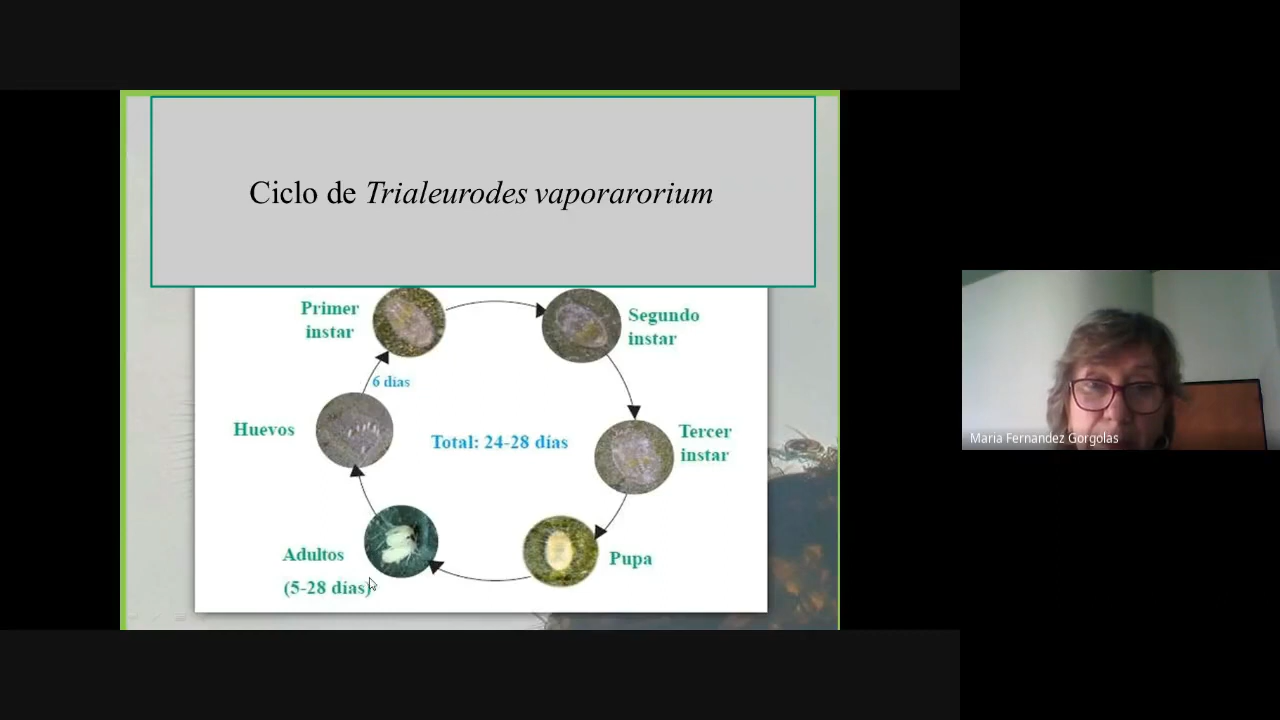 Ciclo de Trialeurodes vaporarorium
Primer
instar
Segundo
instar
6 días
Huevos
Total: 24-28 días
Tercer
instar
Adultos
(5-28 días)
Pupa
Maria Fernandez Gorgolas